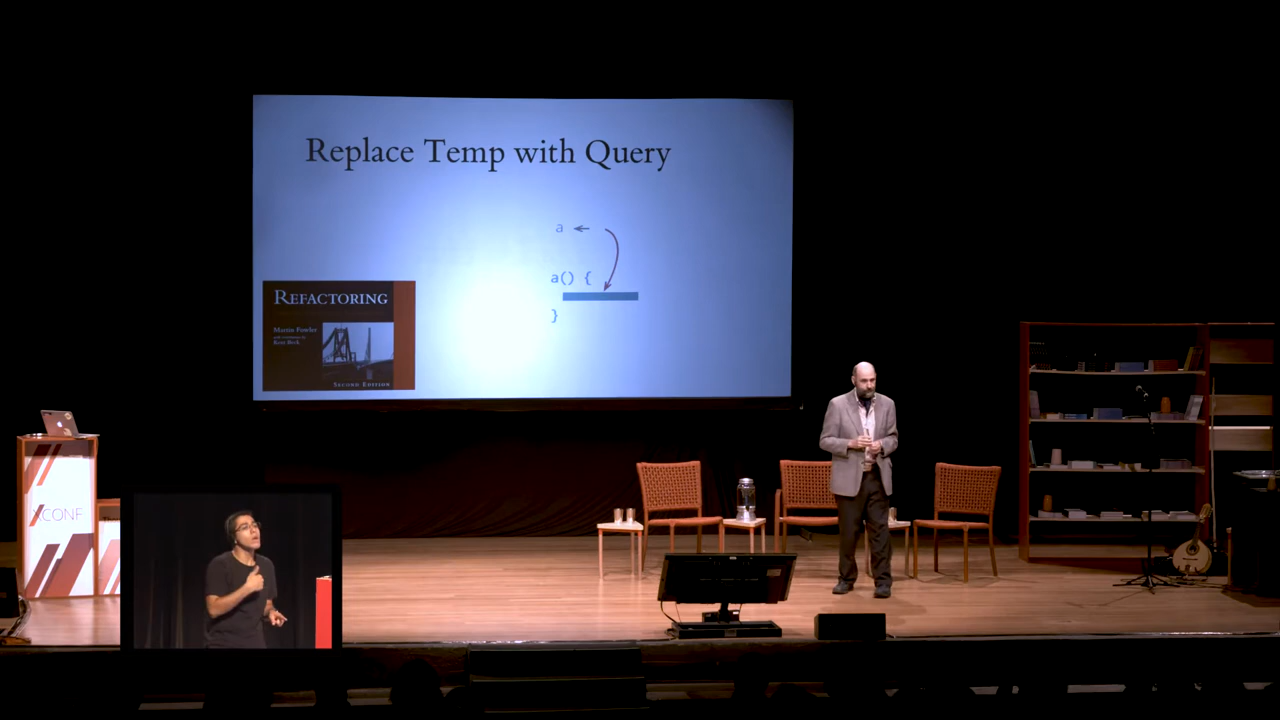 Replace Temp with Query
a ←
a() {
}
REFACTORING
Martin Fowler
Kent Beck
SECOND EDITION
XCONF